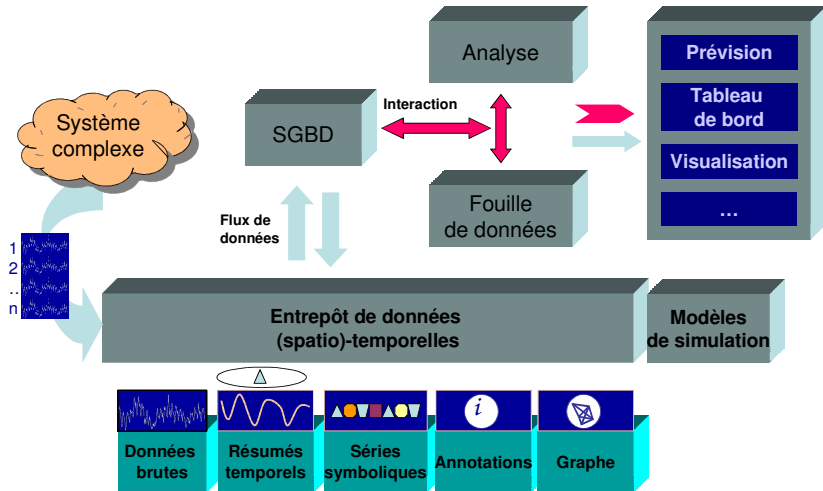 Analyse
Prévision
Tableau
de bord
Visualisation
...
Interaction
Système
complexe
SGBD
Fouille
de données
Flux de
données
1
2
..
n
Entrepôt de données
(spatio)-temporelles
Modèles
de simulation
i
Données
brutes
Résumés
temporels
Séries
symboliques
Annotations
Graphe